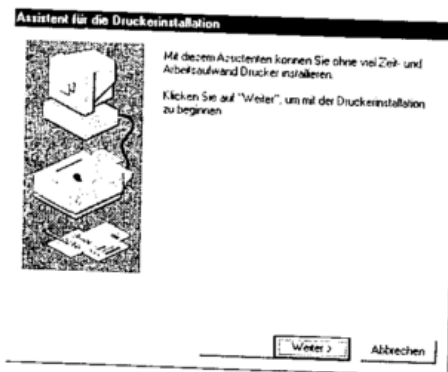 Assistent für die Druckerinstallation
Mit diesem Assistenten können Sie ohne viel Zeit- und
Arbeitsaufwand Drucker installieren.
Klicken Sie auf "Weiter", um mit der Druckerinstallation
zu beginnen
Weiter >
Abbrechen